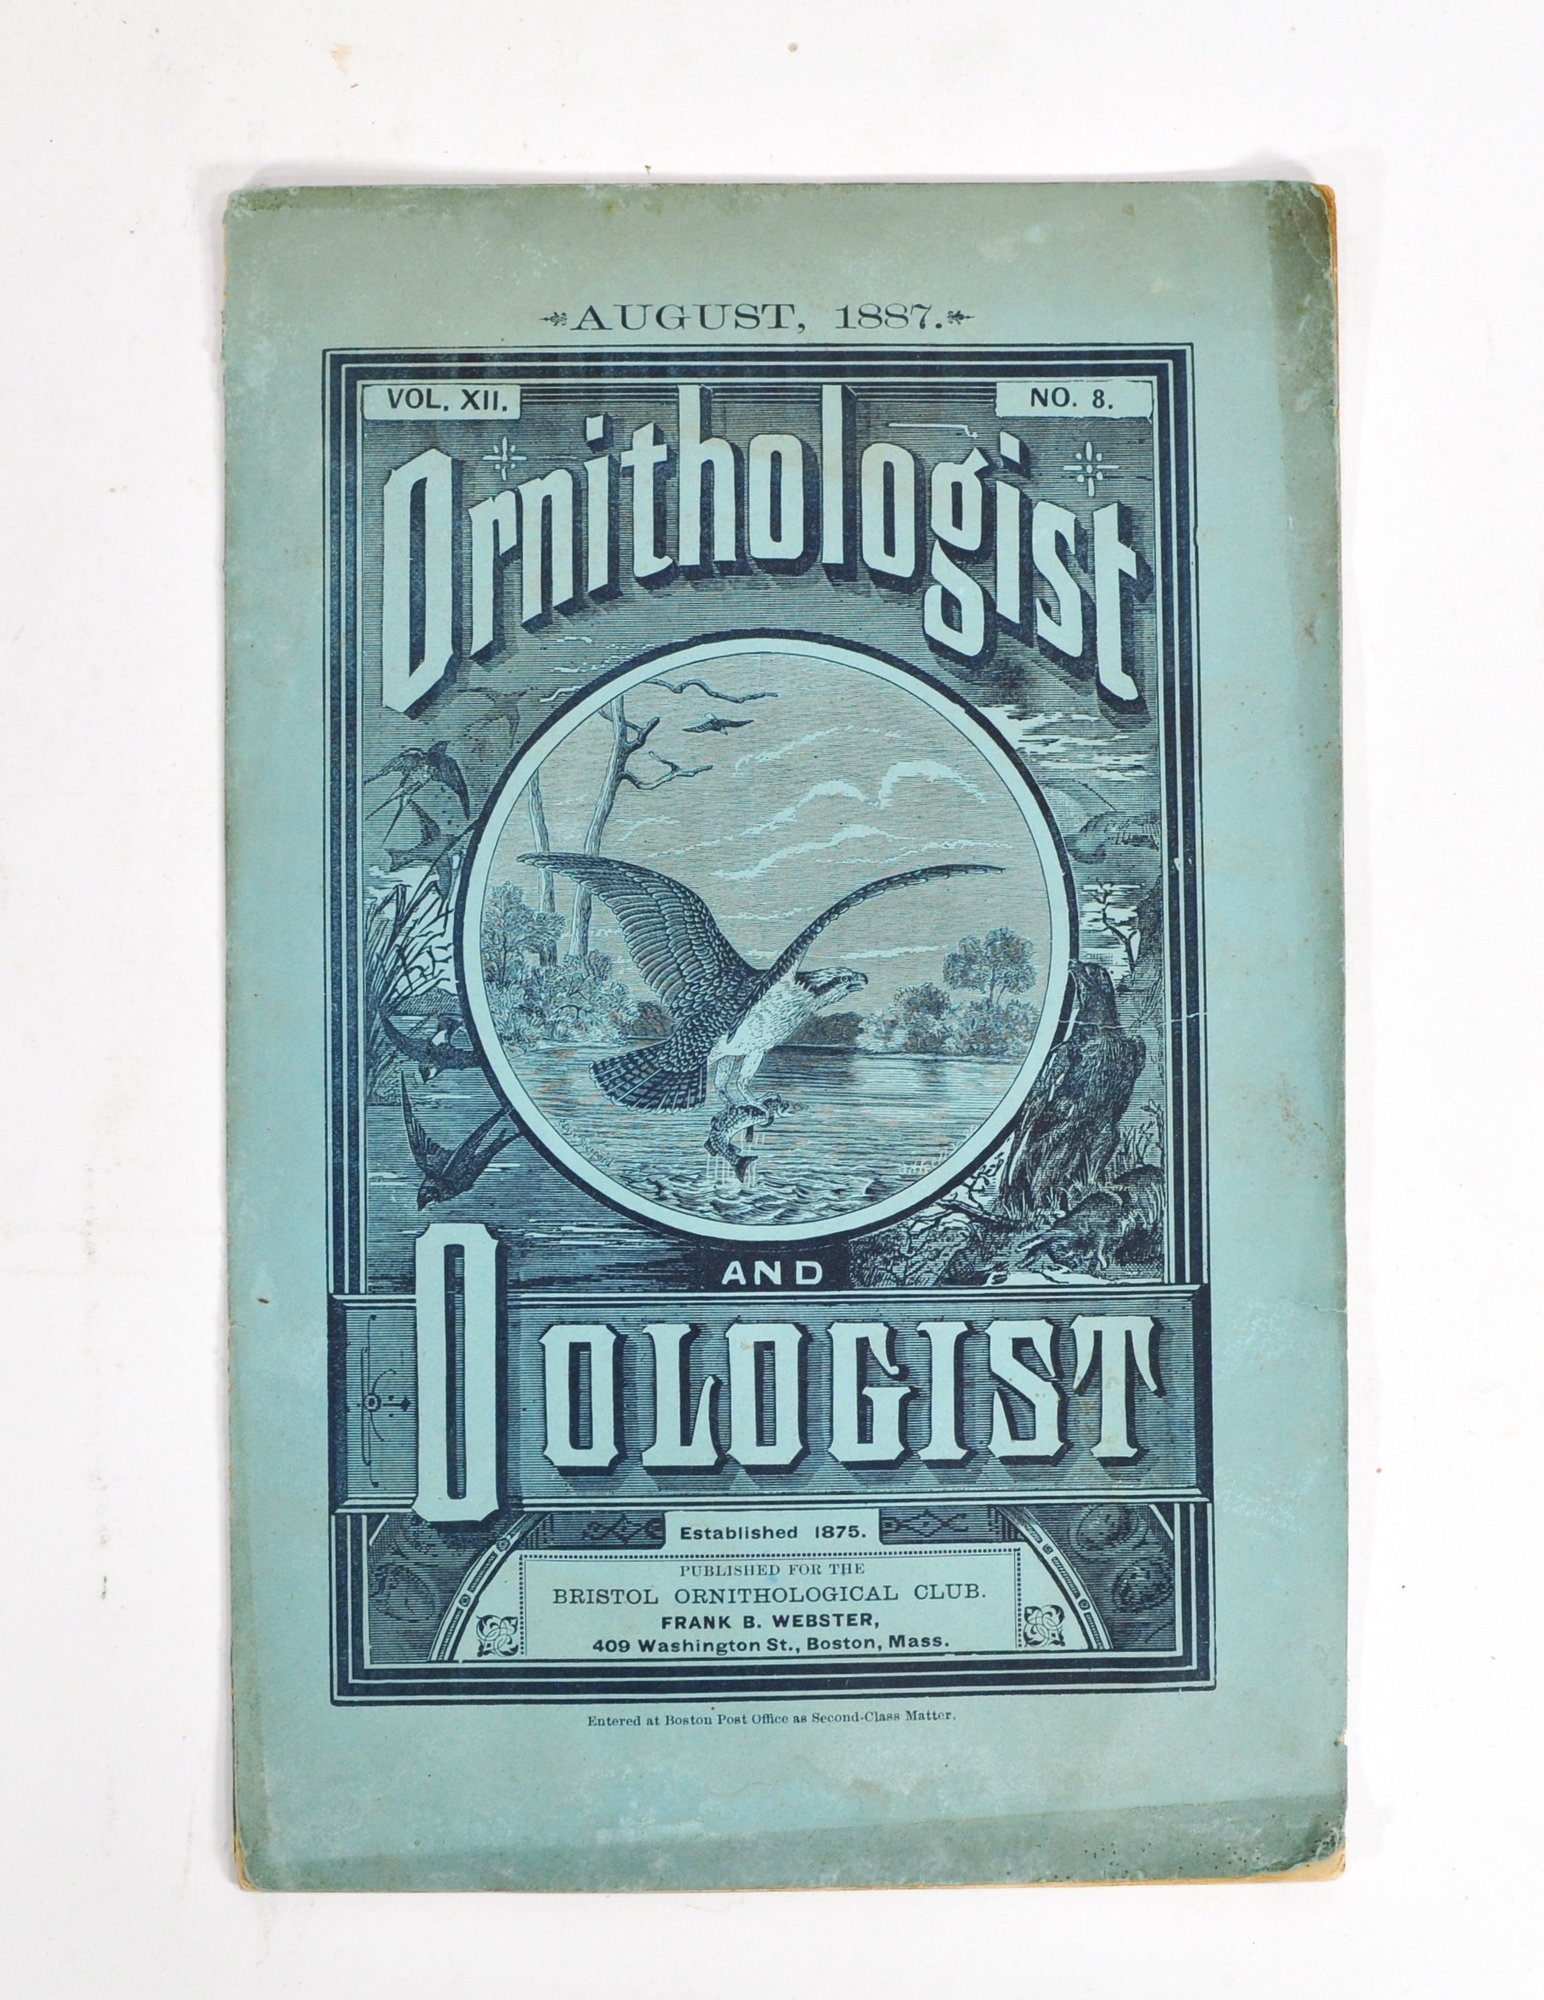 AUGUST, 1887.
VOL. XII. NO. 8.
Ornithologist
AND
OOLOGIST
Established 1875.
PUBLISHED FOR THE
BRISTOL ORNITHOLOGICAL CLUB.
FRANK B. WEBSTER,
409 Washington St., Boston, Mass.
Entered at Boston Post Office as Second-Class Matter.